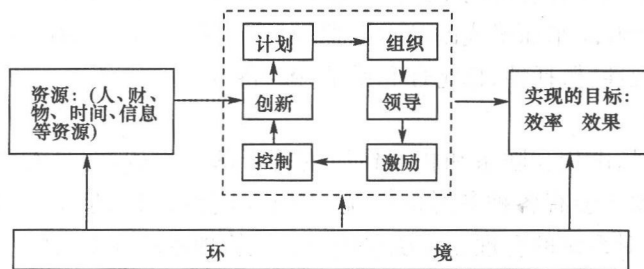 计划
组织
资源：(人、财、
物、时间、信息
等资源)
创新
领导
实现的目标：
效率 效果
控制
激励
环 境